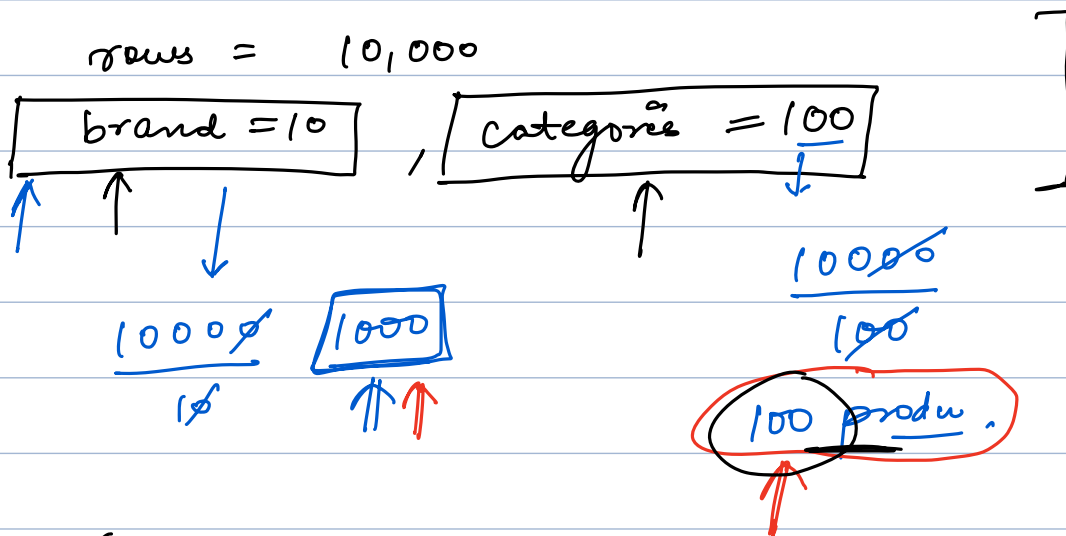 rows = 10,000
brand = 10 , categories = 100
10000 / 10 1000 10000 / 100
100 produ.